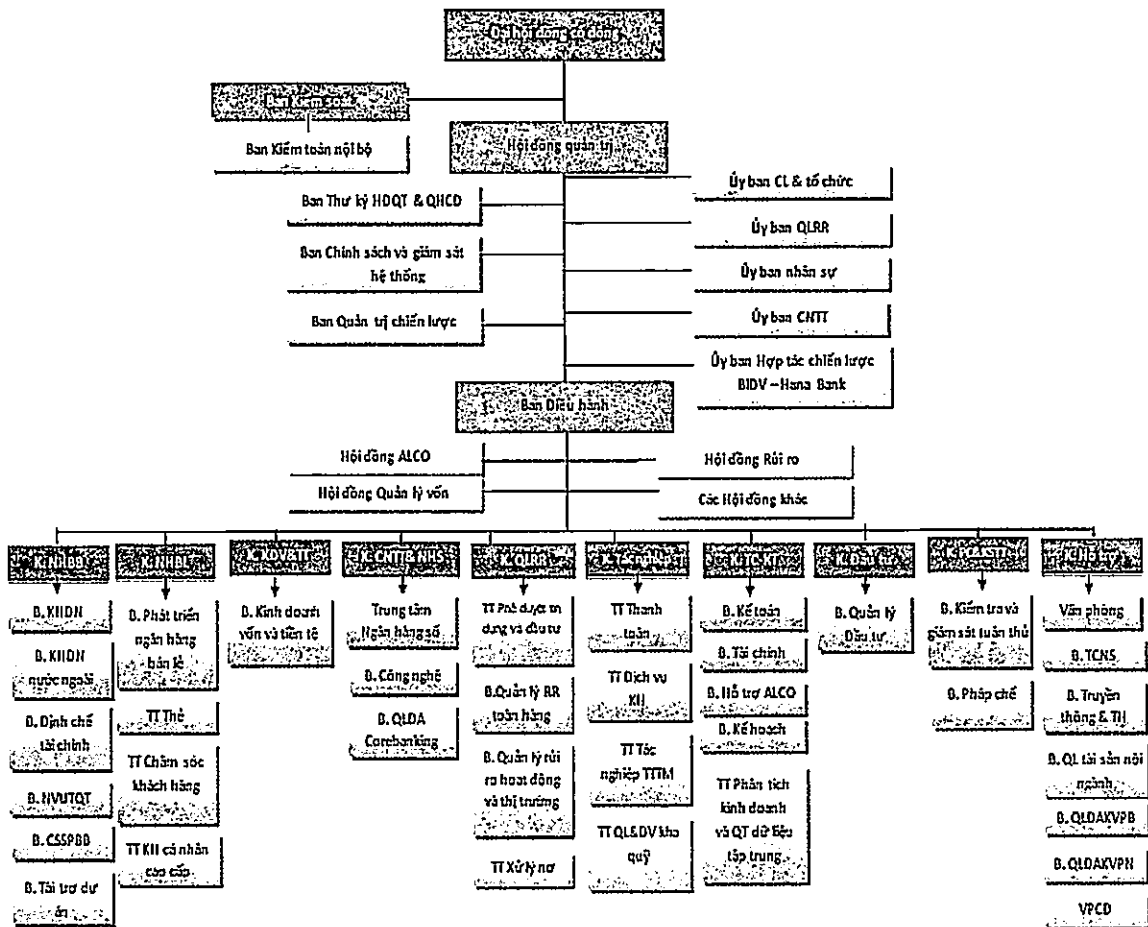 Đại hội đồng cổ đông
Ban Kiểm soát
Ban Kiểm toán nội bộ
Hội đồng quản trị
Ban Thư ký HDQT & QHCD
Ban Chính sách và giám sát
hệ thống
Ban Quản trị chiến lược
Ủy ban CL & tổ chức
Ủy ban QLRR
Ủy ban nhân sự
Ủy ban CNTT
Ủy ban Hợp tác chiến lược
BIDV – Hana Bank
Ban Điều hành
Hội đồng ALCO
Hội đồng Rủi ro
Hội đồng Quản lý vốn
Các Hội đồng khác
K. NHBB
K. NHBL
K. KDV&TT
K. CNTT& NHS
K. QLRR
K. TC-KT
B. KHDN
B. KHDN
nước ngoài
B. Định chế
tài chính
B. NVUTQT
B. CSSPBB
B. Tài trợ dự
án
B. Phát triển
ngân hàng
bán lẻ
TT Thẻ
TT Chăm sóc
khách hàng
TT KH cá nhân
cao cấp
B. Kinh doanh
vốn và tiền tệ
Trung tâm
Ngân hàng số
B. Công nghệ
B. QLDA
Corebanking
TT Phê duyệt tín
dụng và đầu tư
B.Quản lý RR
toàn hàng
B. Quản lý rủi
ro hoạt động
và thị trường
TT Xử lý nợ
TT Thanh
toán
TT Dịch vụ
KH
TT Tác
nghiệp TTTM
TT QL&DV kho
quỹ
B. Kế toán
B. Tài chính
B. Hỗ trợ ALCO
B. Kế hoạch
TT Phân tích
kinh doanh
và QT dữ liệu
tập trung
B. Quản lý
Đầu tư
B. Kiểm tra và
giám sát tuân thủ
B. Pháp chế
Văn phòng
B. TCNS
B. Truyền
thông & TH
B. QL tài sản nội
ngành
B. QLDAKVPB
B. QLDAKVPN
VPCD